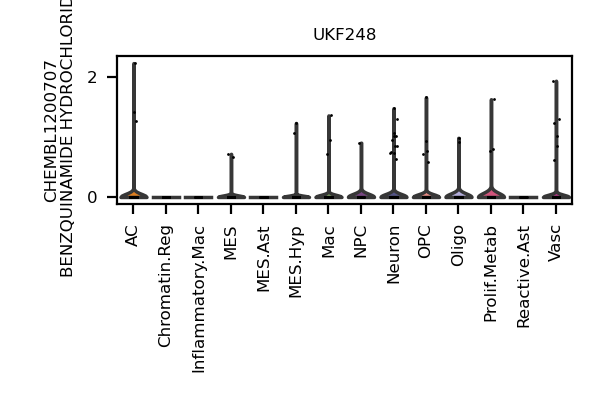 UKF248
CHEMBL1200707
BENZQUINAMIDE HYDROCHLORID
2
0
AC
Chromatin.Reg
Inflammatory.Mac
MES
MES.Ast
MES.Hyp
Mac
NPC
Neuron
OPC
Oligo
Prolif.Metab
Reactive.Ast
Vasc